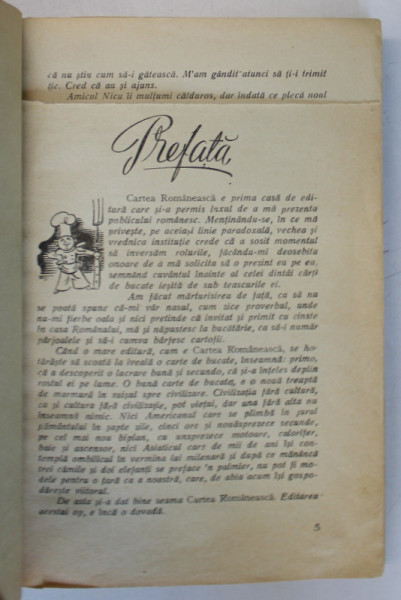 că nu știu cum să-i gătească. M'am gândit atunci să ți-i trimit
ție. Cred că au și ajuns.
Amicul Nicu îi mulțumi călduros, dar îndată ce plecă noul
Prefață
Cartea Românească e prima casă de edi-
tură care și-a permis luxul de a mă prezenta
publicului românesc. Menținându-se, în ce mă
privește, pe aceiași linie paradoxală, vechea și
vrednica instituție crede că a sosit momentul
să inversăm rolurile, făcându-mi deosebita
onoare de a mă solicita să o prezint eu pe ea,
semnând cuvântul înainte al celei dintâi cărți
de bucate ieșită de sub teascurile ei.
Am făcut mărturisirea de față, ca să nu
se poată spune că-mi vâr nasul, cum zice proverbul, unde
nu-mi fierbe oala și nici pretinde că invitat și primit cu cinste
în casa Românului, mă și năpustesc la bucătărie, ca să-i număr
pârjoalele și să-i cumva bârfesc cartofii.
Când o mare editură, cum e Cartea Românească, se ho-
tărăște să scoată la iveală o carte de bucate, înseamnă: primo,
că a descoperit o lacrare bună și secundo, că și-a înțeles deplin
rostul ei pe lume. O bună carte de bucate, e o nouă treaptă
de marmură în suișul spre civilizare. Civilizația fără cultură,
ca și cultura fără civilizație, pot viețui, dar una fără alta nu
înseamnă nimic. Nici Americanul care se plimbă în jurul
pământului în șapte zile, cinci ore și nouăsprezece secunde,
pe cel mai nou biplan, cu unsprezece motoare, calorifer,
baie și ascensor, nici Asiaticul care de mii de ani își con-
templă ombilicul în vermina lui milenară și după ce mănâncă
trei cămile și doi elefanți se preface 'n palmier, nu pot fi mo-
dele pentru o țară ca a noastră, care, de abia acum își gospo-
dărește viitorul.
De asta și-a dat bine seama Cartea Românească. Editarea
acestui op, e încă o dovadă.
5